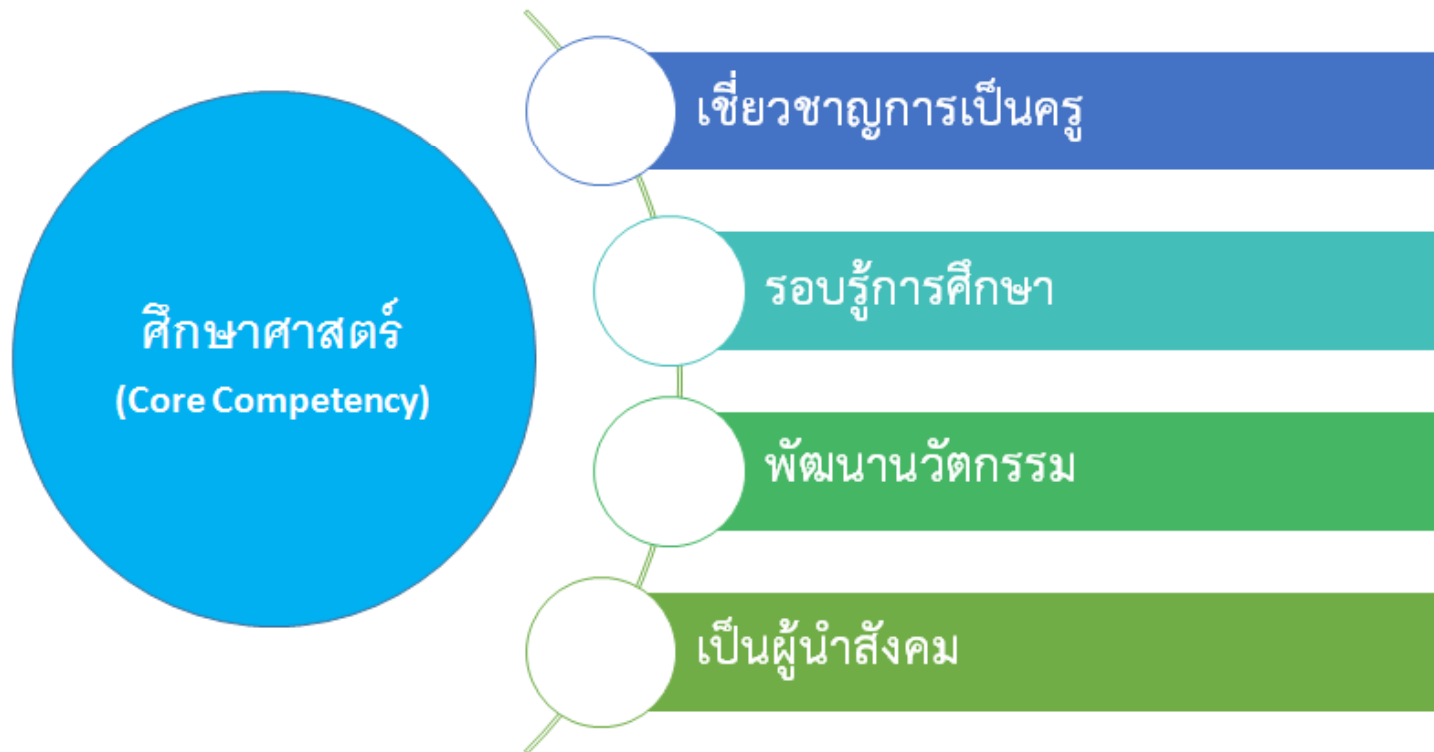 ศึกษาศาสตร์
(Core Competency)
เชี่ยวชาญการเป็นครู
รอบรู้การศึกษา
พัฒนานวัตกรรม
เป็นผู้นำสังคม